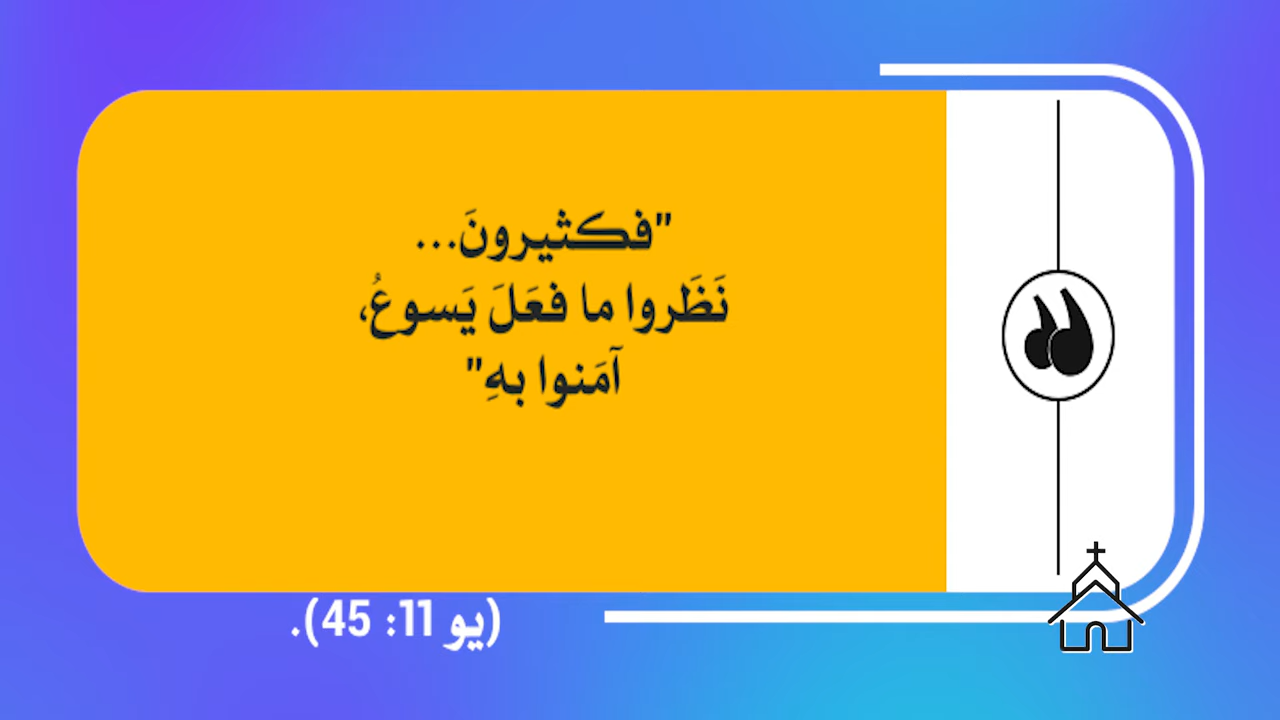 "فكثيرونَ...
نَظَروا ما فعَلَ يَسوعُ،
آمَنوا بهِ"
(يو 11: 45).